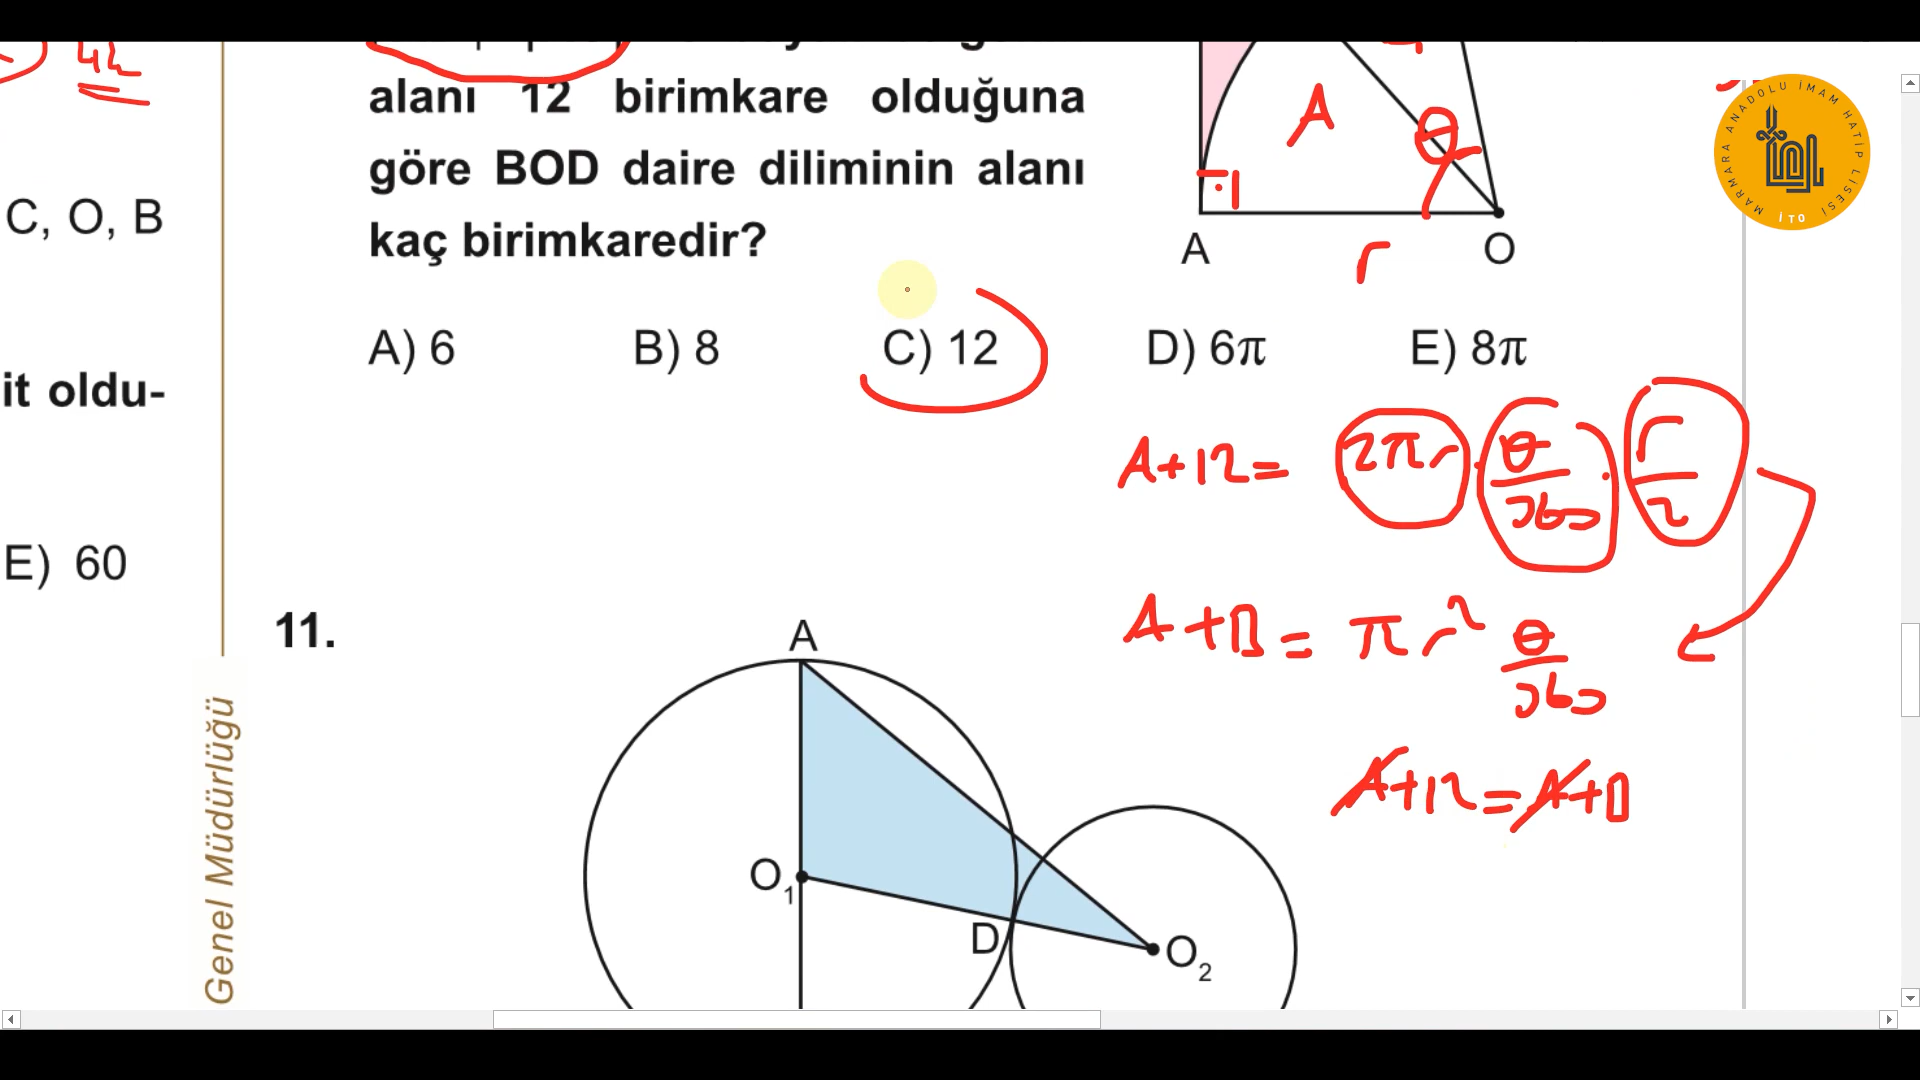 42
alanı 12 birimkare olduğuna
göre BOD daire diliminin alanı
kaç birimkaredir?
A
θ
A
O
r
A) 6
B) 8
C) 12
D) 6π
E) 8π
C, O, B
it oldu-
E) 60
A+12= 2πr . θ/360 . r/2
A+B = πr² θ/360
A+12=A+B
11.
A
O1
D
O2
Genel Müdürlüğü
MARMARA ANADOLU İMAM HATİP LİSESİ
İTO